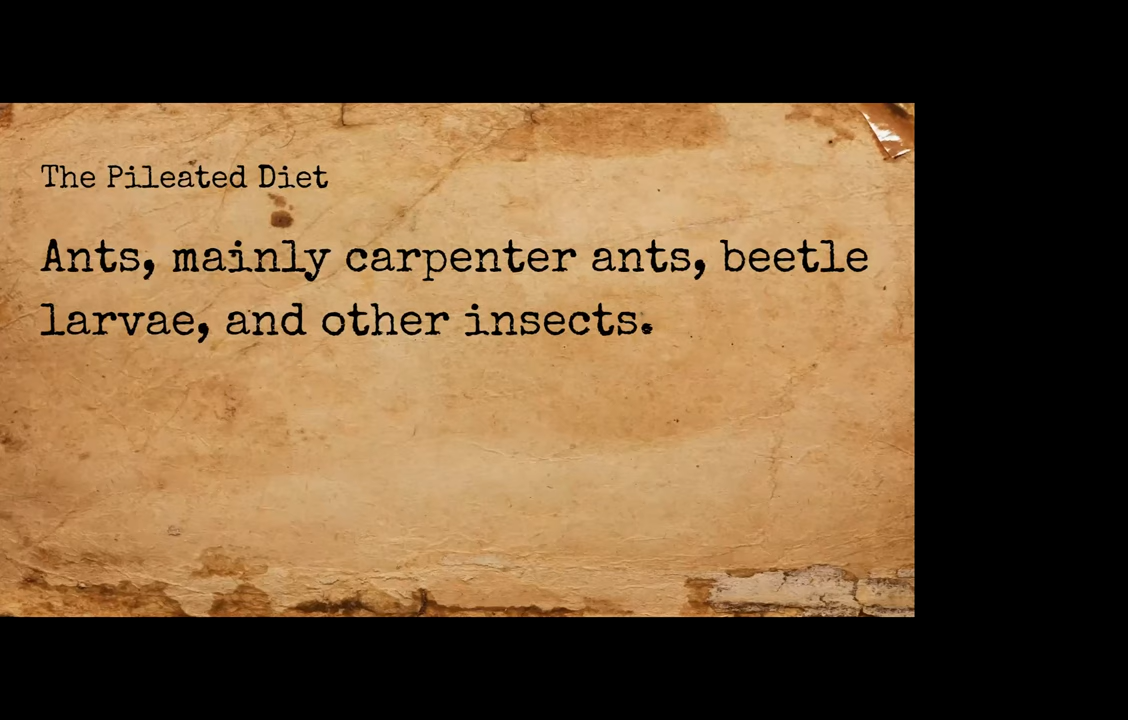 The Pileated Diet
Ants, mainly carpenter ants, beetle
larvae, and other insects.